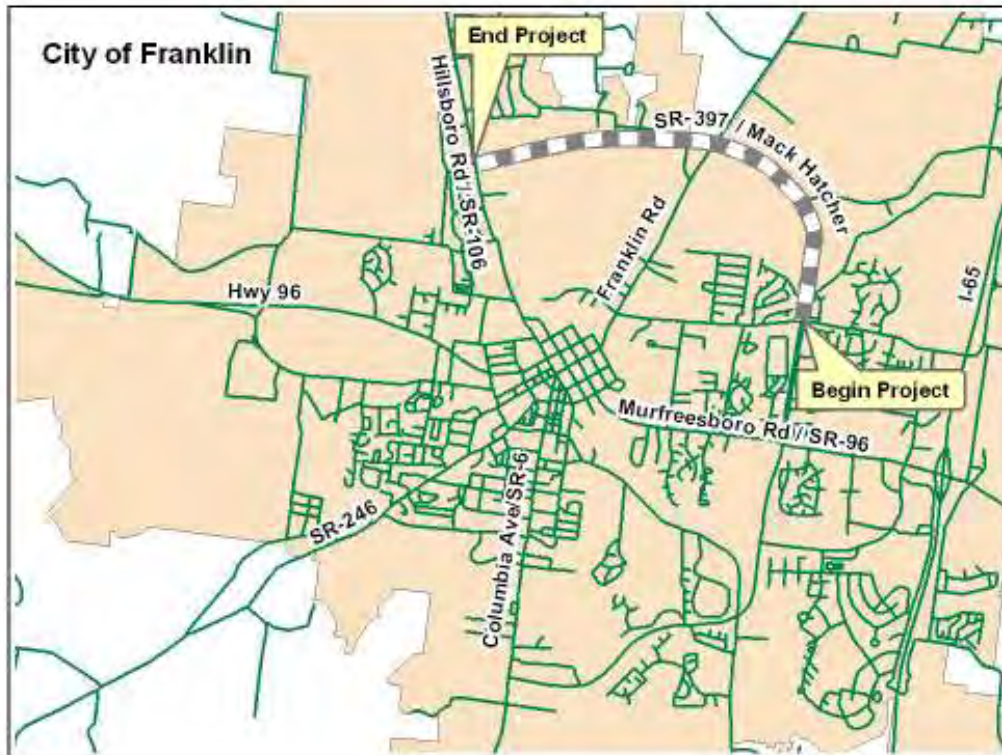 City of Franklin
End Project
Hillsboro Rd / SR-106
SR-397 / Mack Hatcher
Franklin Rd
Hwy 96
I-65
Begin Project
Murfreesboro Rd / SR-96
SR-246
Columbia Ave/SR-6